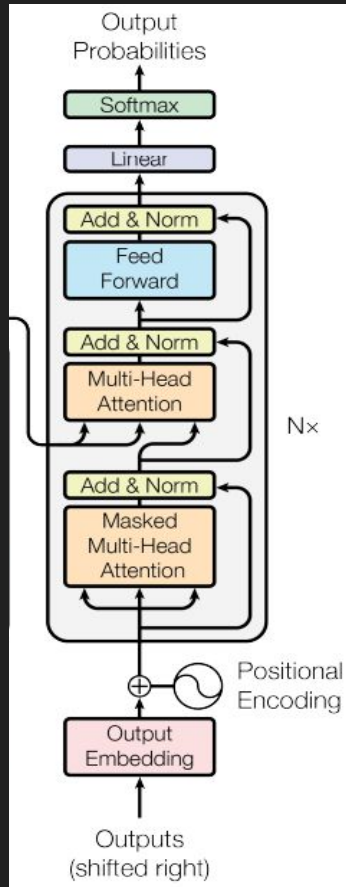 Output
Probabilities
Softmax
Linear
Add & Norm
Feed
Forward
Add & Norm
Multi-Head
Attention
N×
Add & Norm
Masked
Multi-Head
Attention
Positional
Encoding
Output
Embedding
Outputs
(shifted right)